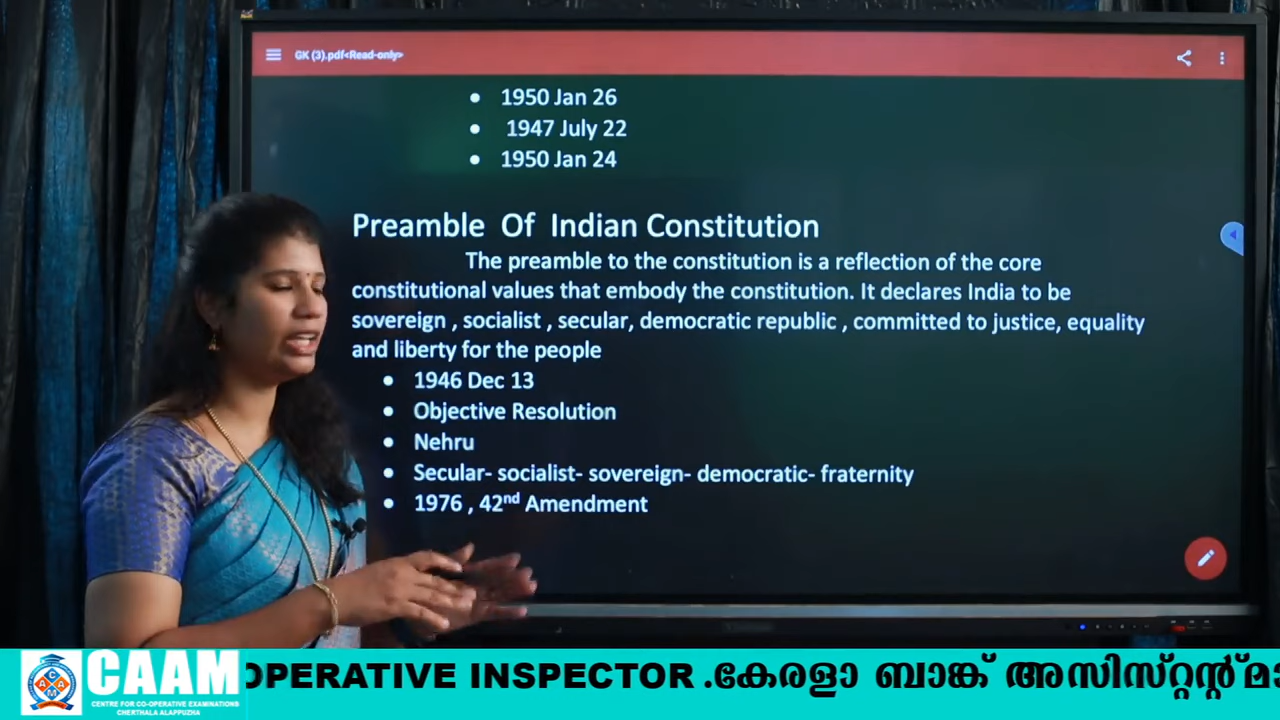 GK (3).pdf<Read-only>
• 1950 Jan 26
• 1947 July 22
• 1950 Jan 24
Preamble Of Indian Constitution
The preamble to the constitution is a reflection of the core
constitutional values that embody the constitution. It declares India to be
sovereign , socialist , secular, democratic republic , committed to justice, equality
and liberty for the people
• 1946 Dec 13
• Objective Resolution
• Nehru
• Secular- socialist- sovereign- democratic- fraternity
• 1976 , 42nd Amendment
CAAM
CENTRE FOR CO-OPERATIVE EXAMINATIONS
CHERTHALA ALAPPUZHA
OPERATIVE INSPECTOR .കേരളാ ബാങ്ക് അസിസ്റ്റന്റ് മാ